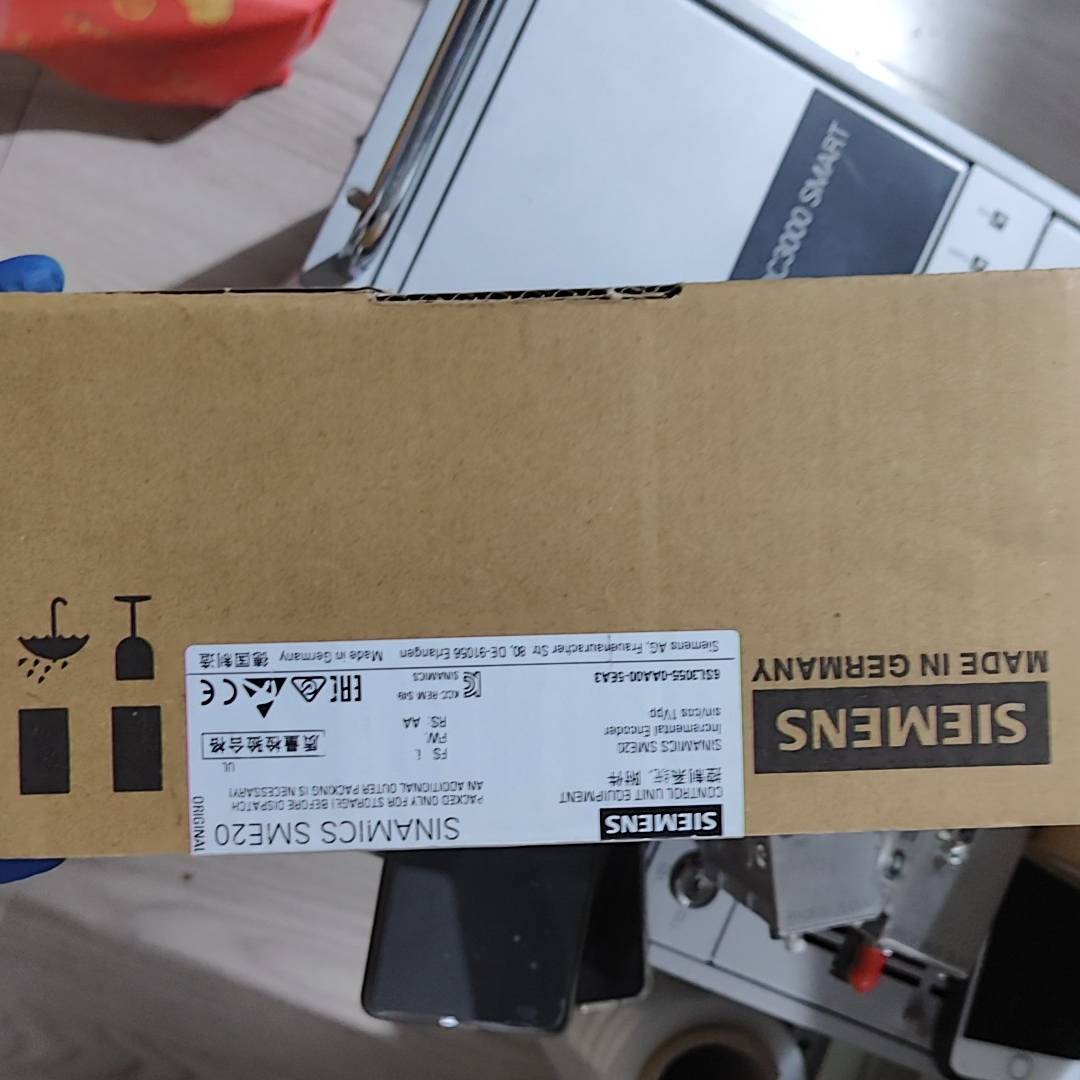 SIEMENS
MADE IN GERMANY
SIEMENS
SINAMICS SME20
ORIGINAL
CONTROL UNIT EQUIPMENT
控制系统,附件
PACKED ONLY FOR STORAGE! BEFORE DISPATCH
AN ADDITIONAL OUTER PACKING IS NECESSARY!
SINAMICS SME20
Incremental Encoder
sin/cos 1Vpp
FS: L
FW:
RS: AA
UL
质量检验合格
6SL3055-0AA00-5EA3
KCC REM S49
SINAMICS
EAC
CE
Siemens AG, Frauenauracher Str. 80, DE-91056 Erlangen Made in Germany 德国制造
C3000 SMART